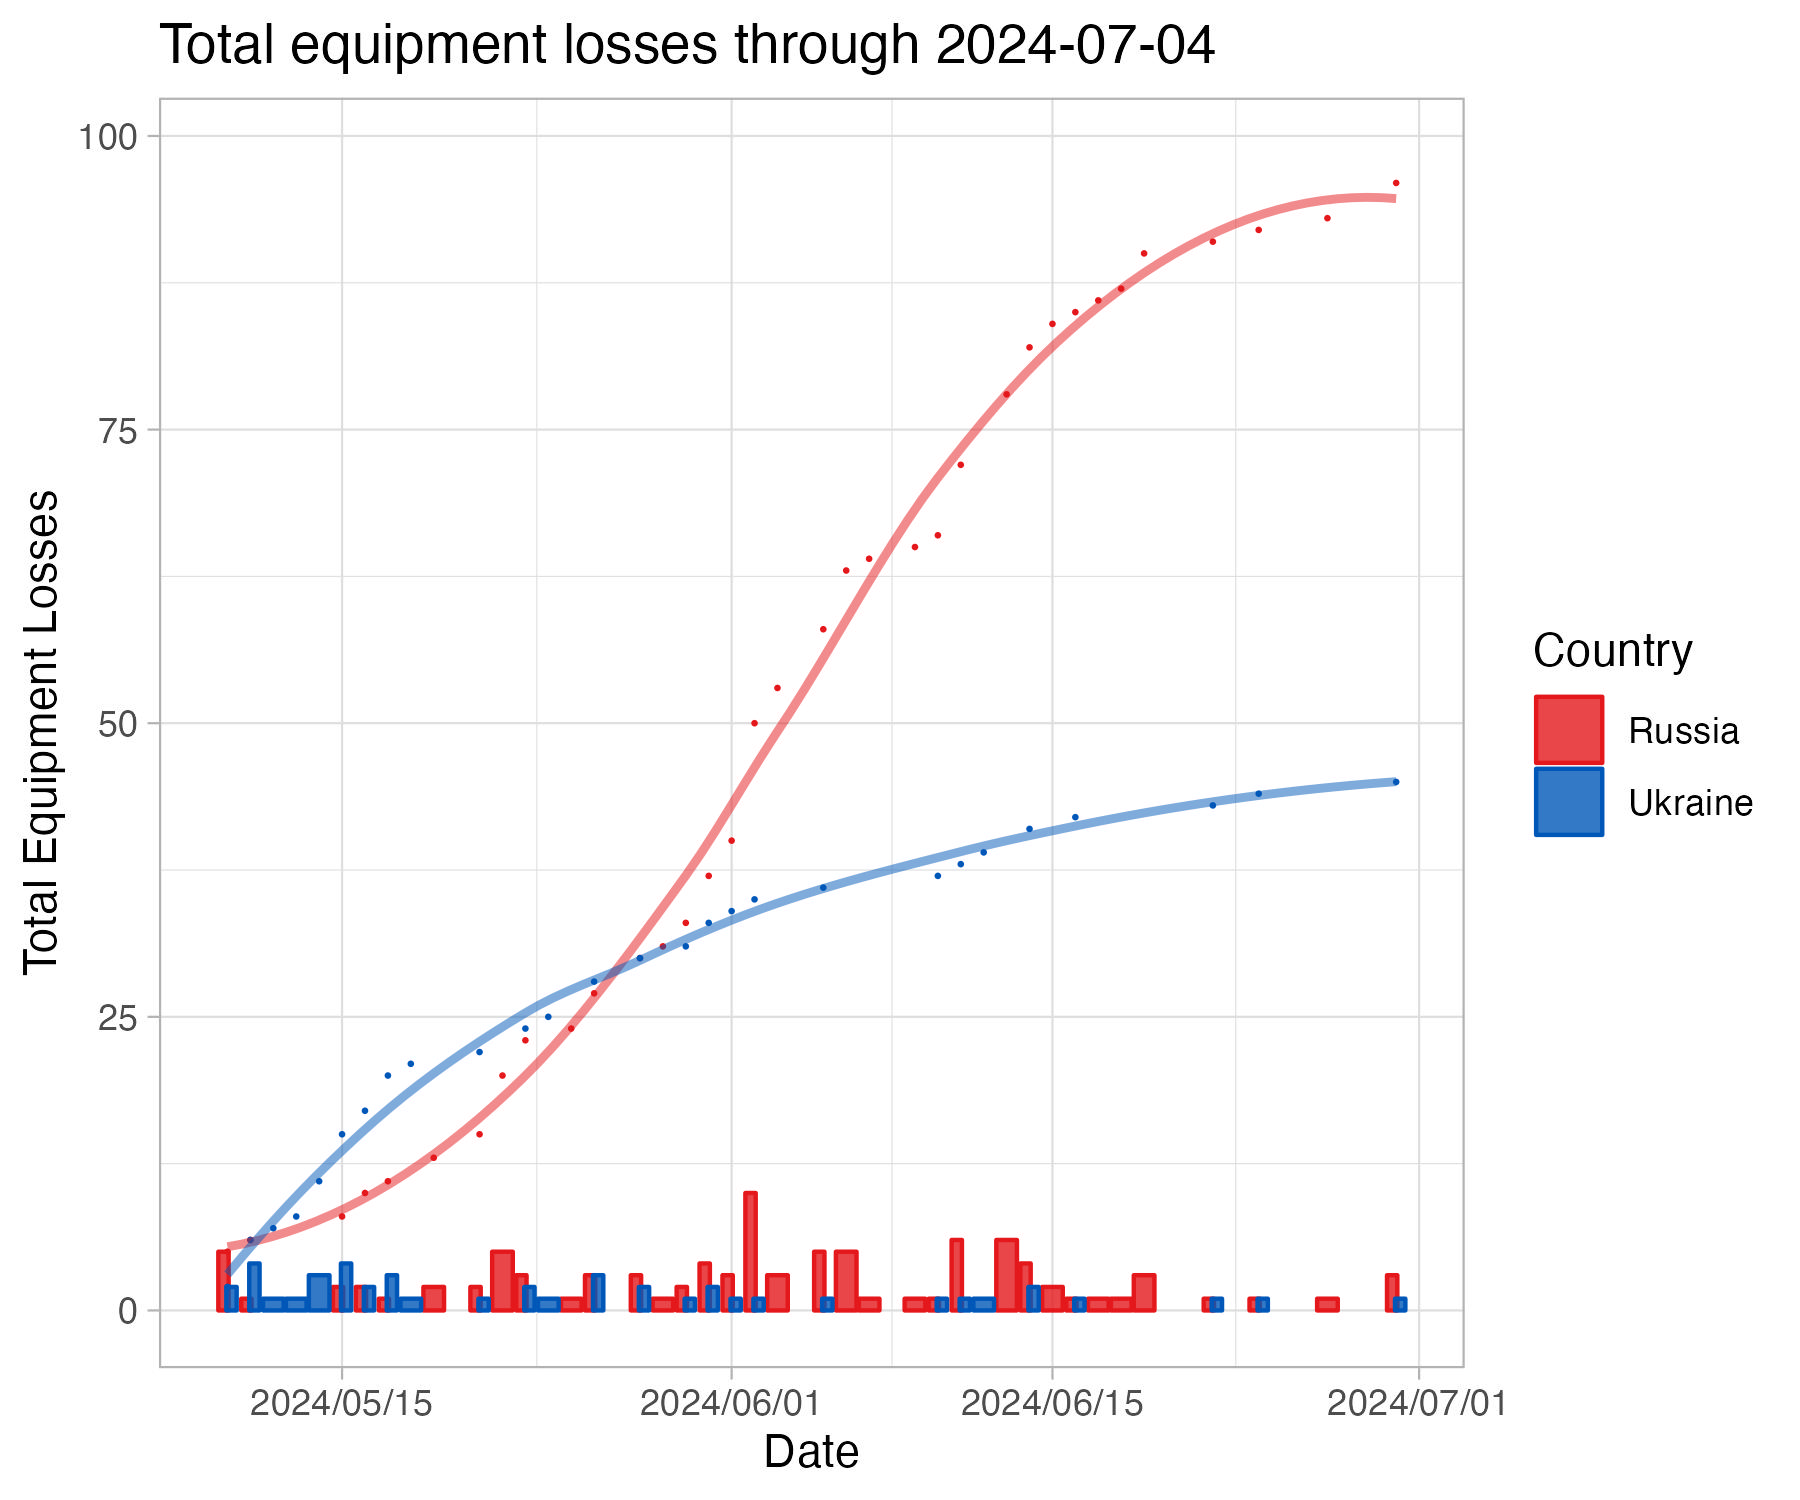 Total equipment losses through 2024-07-04
Total Equipment Losses
100
75
50
25
0
2024/05/15
2024/06/01
2024/06/15
2024/07/01
Date
Country
Russia
Ukraine